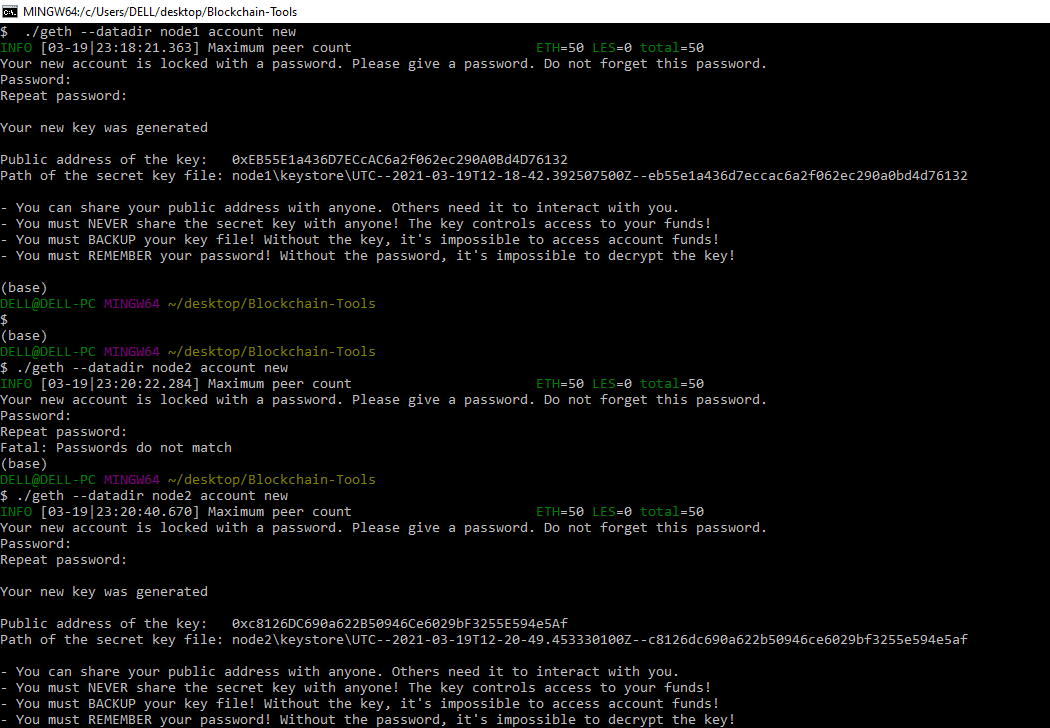 MINGW64:/c/Users/DELL/desktop/Blockchain-Tools
$  ./geth --datadir node1 account new
INFO [03-19|23:18:21.363] Maximum peer count                       ETH=50 LES=0 total=50
Your new account is locked with a password. Please give a password. Do not forget this password.
Password:
Repeat password:
Your new key was generated
Public address of the key:   0xEB55E1a436D7ECcAC6a2f062ec290A0Bd4D76132
Path of the secret key file: node1\keystore\UTC--2021-03-19T12-18-42.392507500Z--eb55e1a436d7eccac6a2f062ec290a0bd4d76132
- You can share your public address with anyone. Others need it to interact with you.
- You must NEVER share the secret key with anyone! The key controls access to your funds!
- You must BACKUP your key file! Without the key, it's impossible to access account funds!
- You must REMEMBER your password! Without the password, it's impossible to decrypt the key!
(base)
DELL@DELL-PC MINGW64 ~/desktop/Blockchain-Tools
$
(base)
DELL@DELL-PC MINGW64 ~/desktop/Blockchain-Tools
$ ./geth --datadir node2 account new
INFO [03-19|23:20:22.284] Maximum peer count                       ETH=50 LES=0 total=50
Your new account is locked with a password. Please give a password. Do not forget this password.
Password:
Repeat password:
Fatal: Passwords do not match
(base)
DELL@DELL-PC MINGW64 ~/desktop/Blockchain-Tools
$ ./geth --datadir node2 account new
INFO [03-19|23:20:40.670] Maximum peer count                       ETH=50 LES=0 total=50
Your new account is locked with a password. Please give a password. Do not forget this password.
Password:
Repeat password:
Your new key was generated
Public address of the key:   0xc8126DC690a622B50946Ce6029bF3255E594e5Af
Path of the secret key file: node2\keystore\UTC--2021-03-19T12-20-49.453330100Z--c8126dc690a622b50946ce6029bf3255e594e5af
- You can share your public address with anyone. Others need it to interact with you.
- You must NEVER share the secret key with anyone! The key controls access to your funds!
- You must BACKUP your key file! Without the key, it's impossible to access account funds!
- You must REMEMBER your password! Without the password, it's impossible to decrypt the key!